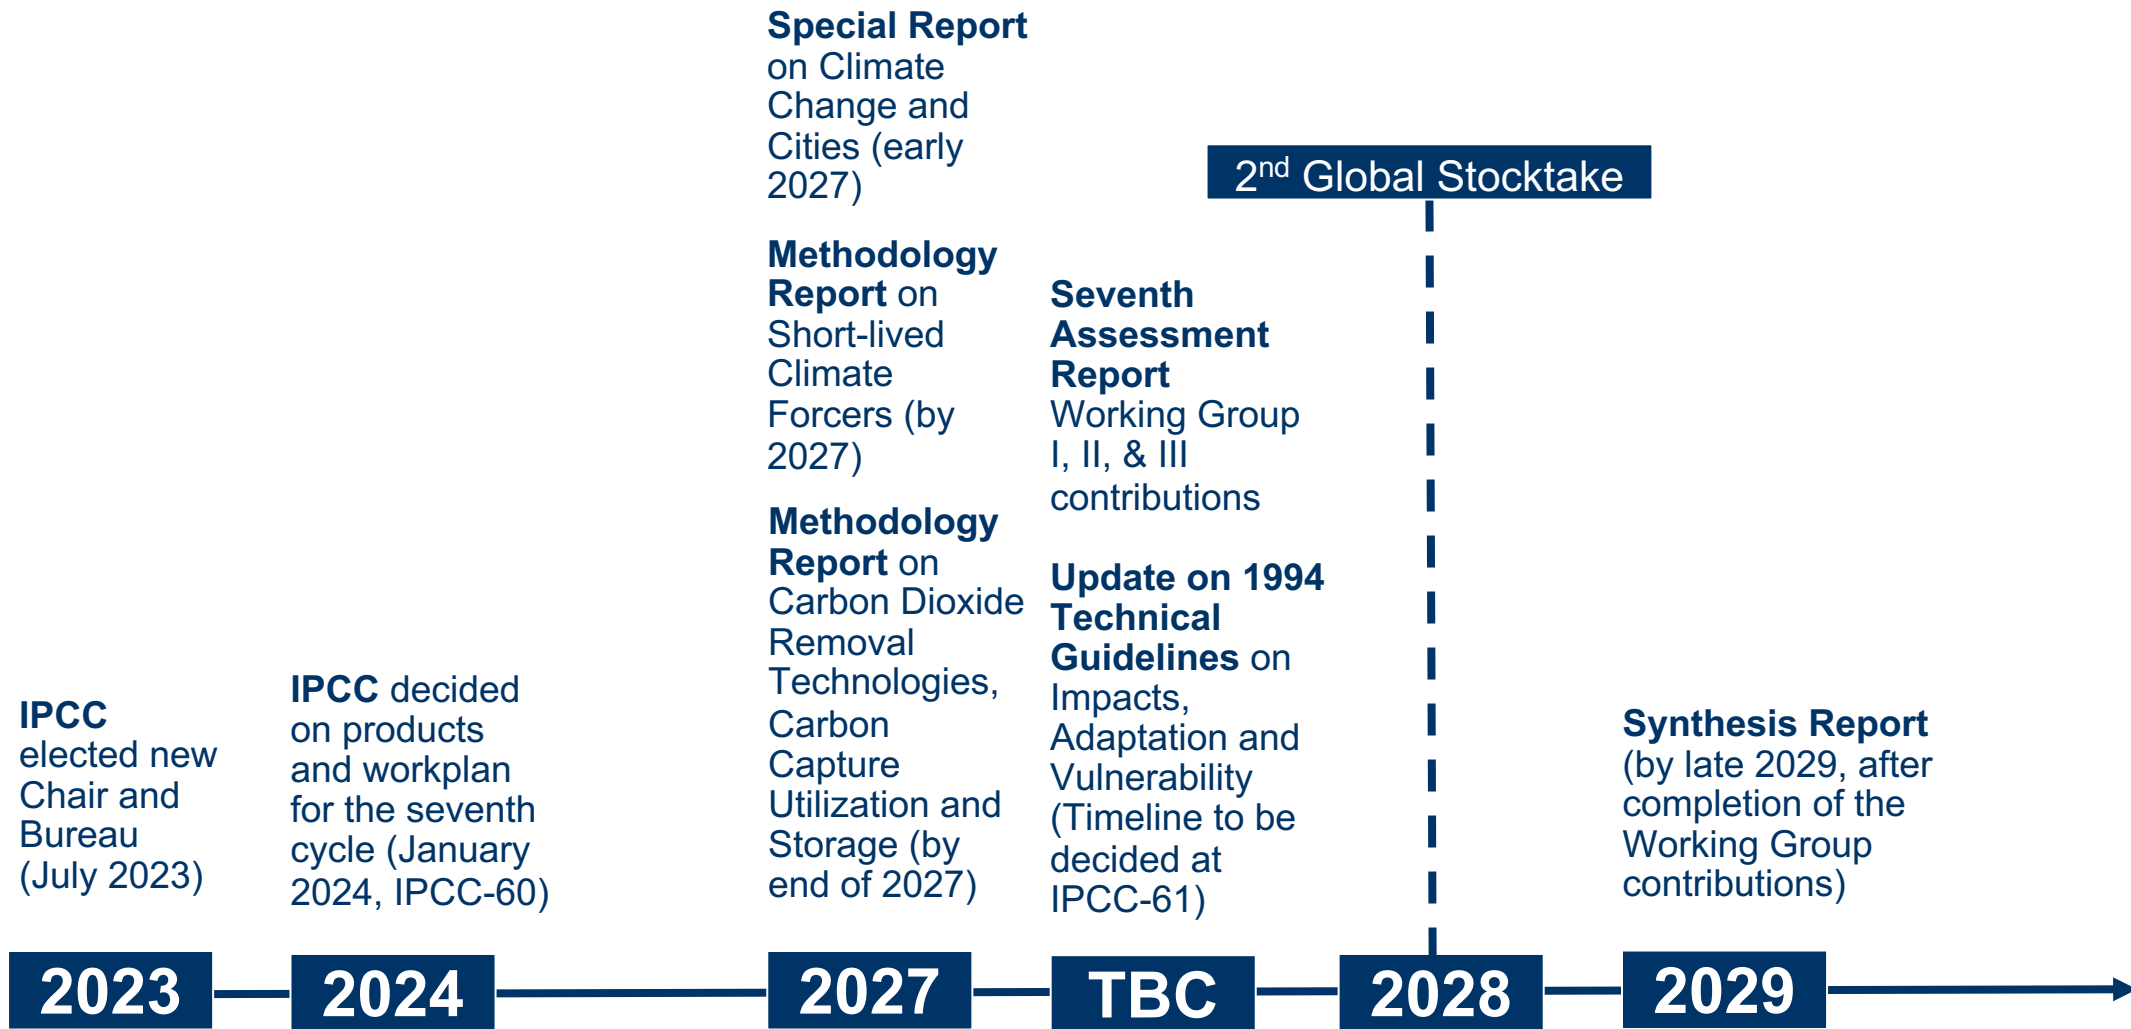 Special Report
on Climate
Change and
Cities (early
2027)
2nd Global Stocktake
Methodology
Report on
Short-lived
Climate
Forcers (by
2027)
Seventh
Assessment
Report
Working Group
I, II, & III
contributions
Methodology
Report on
Carbon Dioxide
Removal
Technologies,
Carbon
Capture
Utilization and
Storage (by
end of 2027)
Update on 1994
Technical
Guidelines on
Impacts,
Adaptation and
Vulnerability
(Timeline to be
decided at
IPCC-61)
IPCC
elected new
Chair and
Bureau
(July 2023)
IPCC decided
on products
and workplan
for the seventh
cycle (January
2024, IPCC-60)
Synthesis Report
(by late 2029, after
completion of the
Working Group
contributions)
2023
2024
2027
TBC
2028
2029